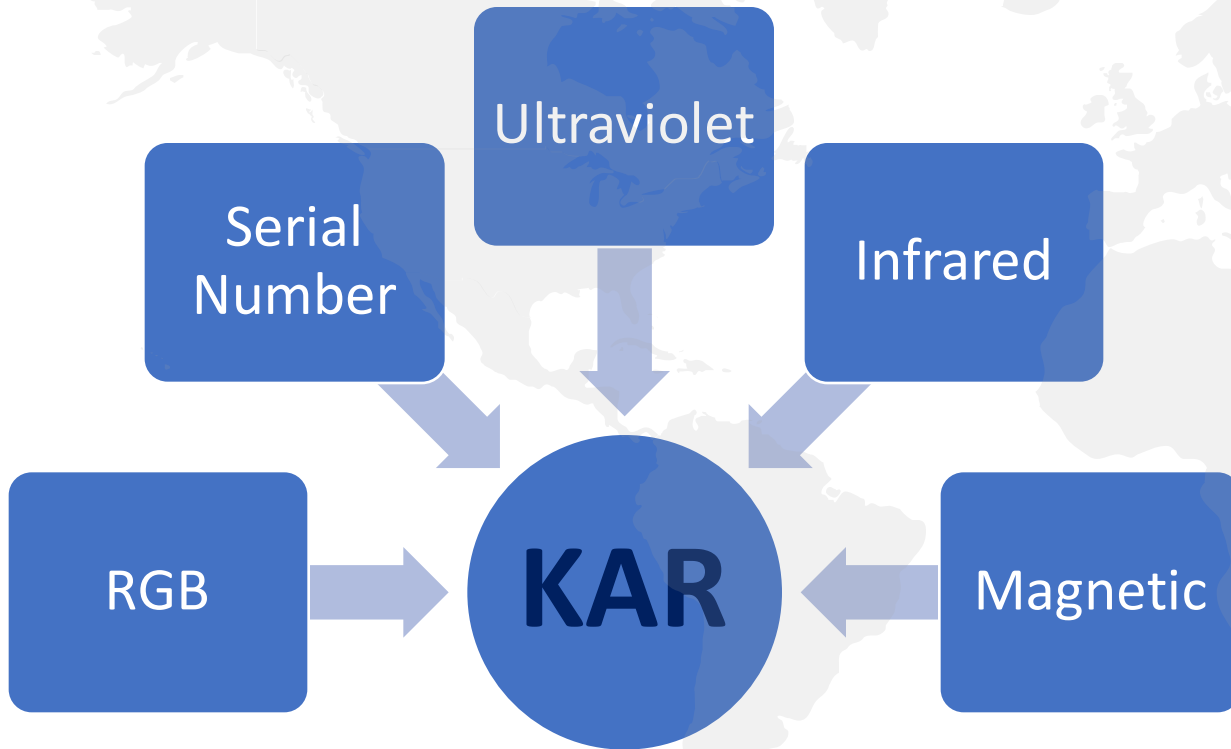 Ultraviolet
Serial
Number
Infrared
RGB
KAR
Magnetic